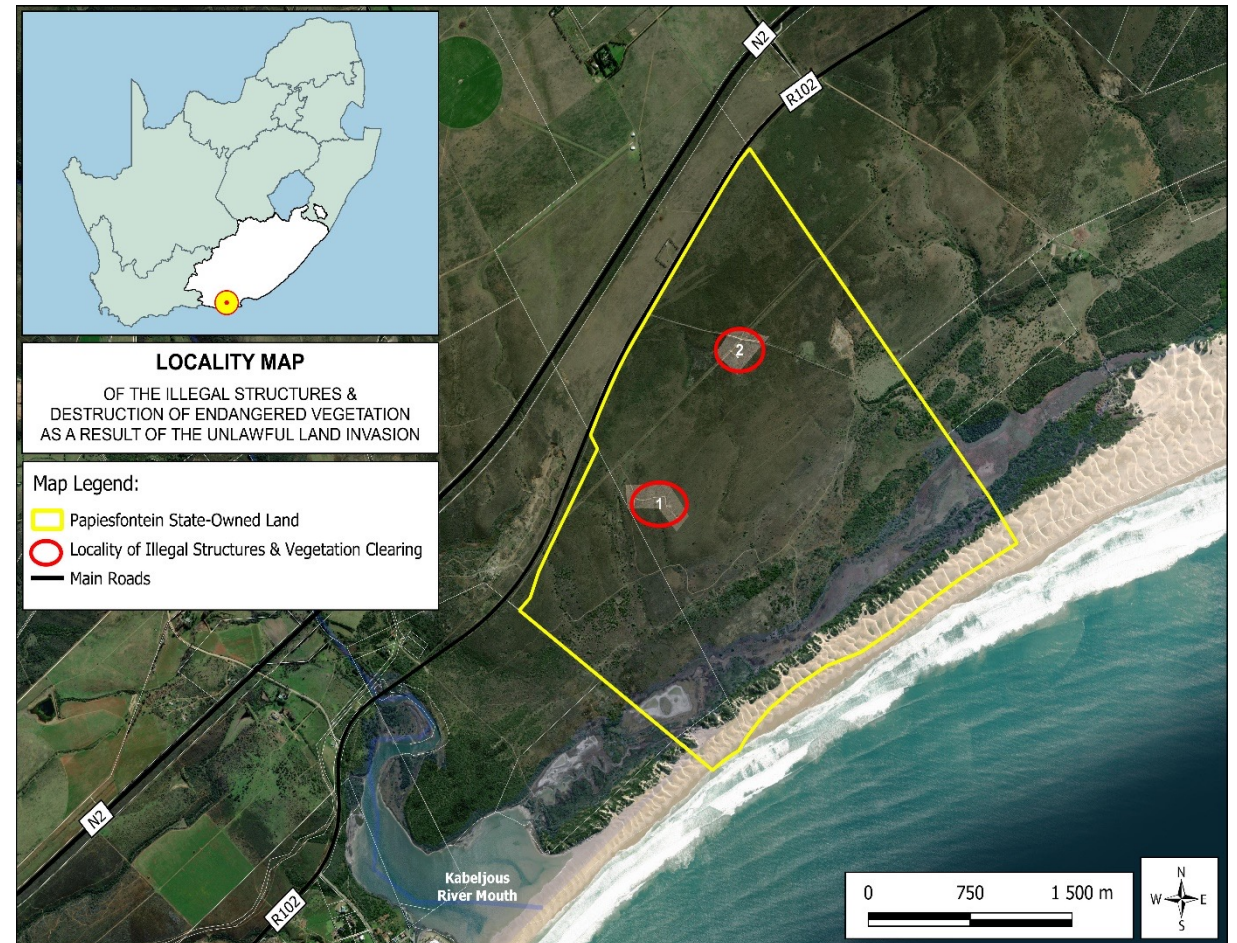 N2
R102
LOCALITY MAP
OF THE ILLEGAL STRUCTURES &
DESTRUCTION OF ENDANGERED VEGETATION
AS A RESULT OF THE UNLAWFUL LAND INVASION
Map Legend:
Papiesfontein State-Owned Land
Locality of Illegal Structures & Vegetation Clearing
Main Roads
2
1
N2
R102
Kabeljous
River Mouth
0 750 1 500 m
N
W E
S